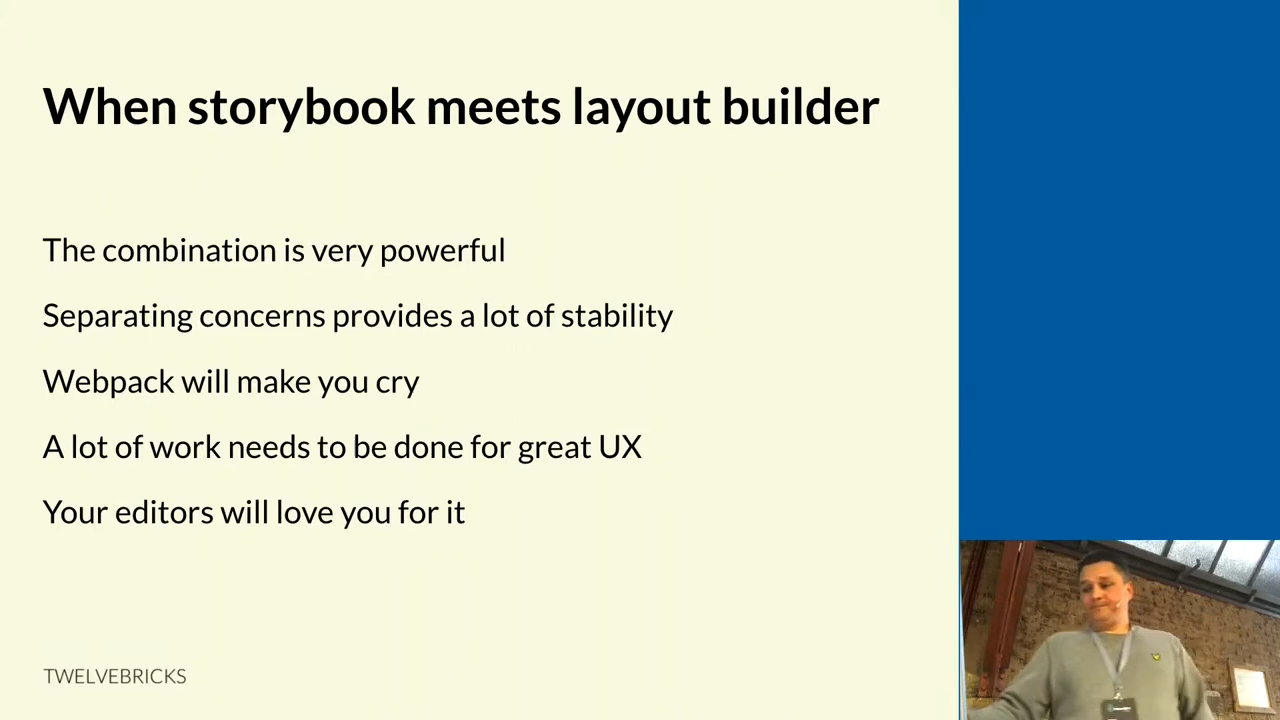 When storybook meets layout builder
The combination is very powerful
Separating concerns provides a lot of stability
Webpack will make you cry
A lot of work needs to be done for great UX
Your editors will love you for it
TWELVEBRICKS